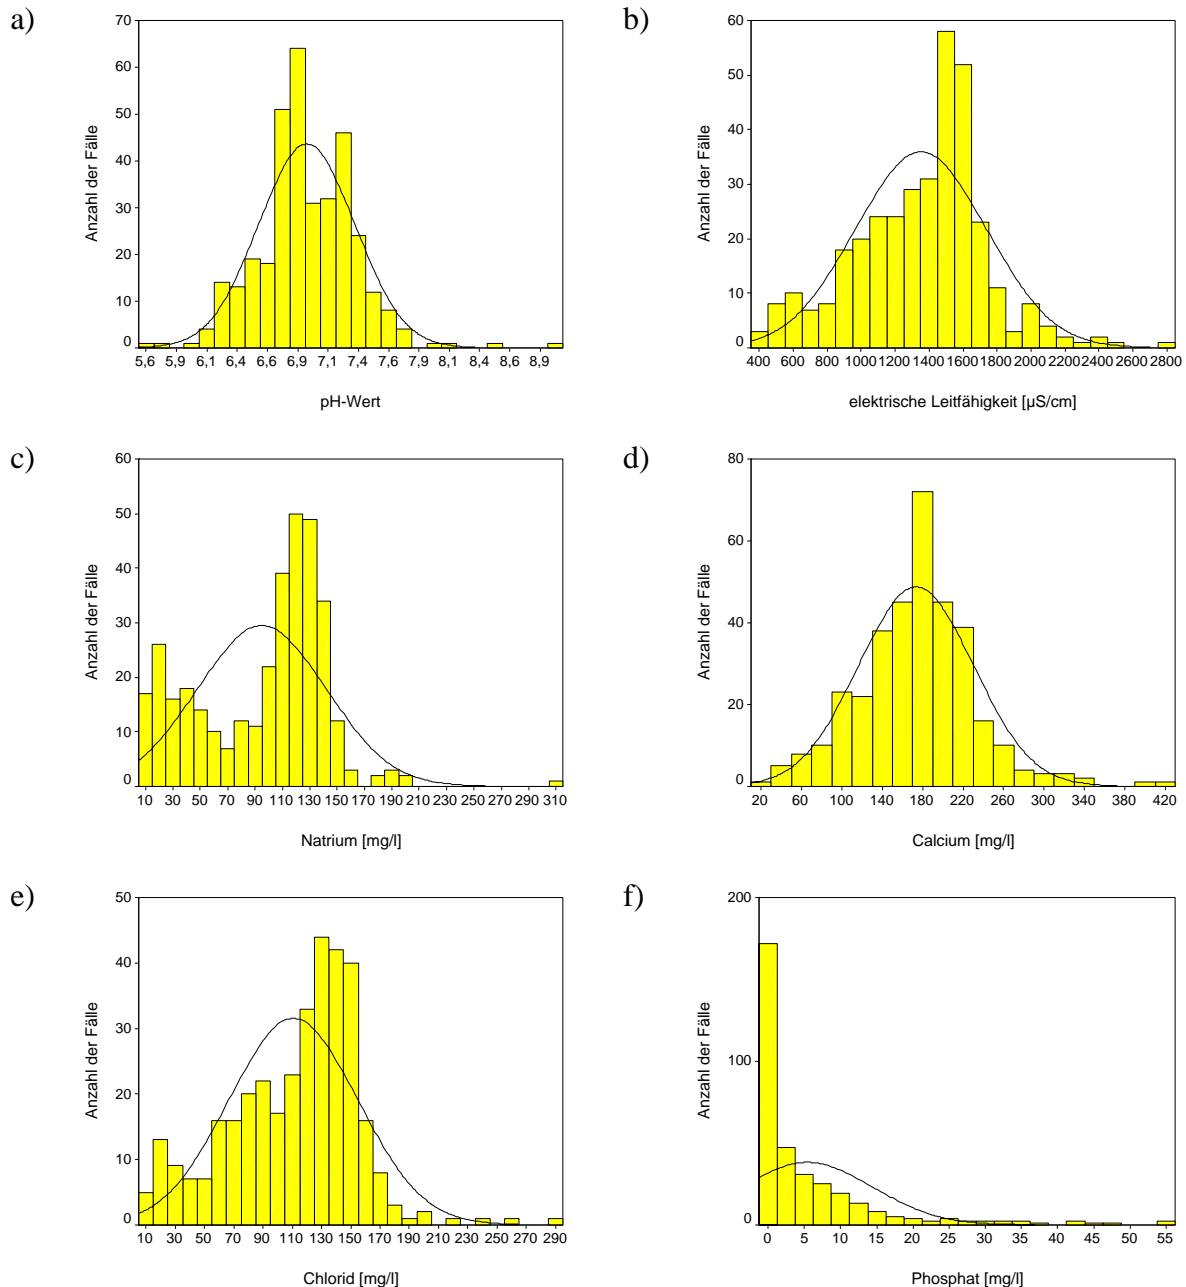 a)
70
60
50
40
30
20
10
0
Anzahl der Fälle
5,6 5,9 6,1 6,4 6,6 6,9 7,1 7,4 7,6 7,9 8,1 8,4 8,6 8,9
pH-Wert
b)
60
50
40
30
20
10
0
Anzahl der Fälle
400 600 800 1000 1200 1400 1600 1800 2000 2200 2400 2600 2800
elektrische Leitfähigkeit [µS/cm]
c)
60
50
40
30
20
10
0
Anzahl der Fälle
10 30 50 70 90 110 130 150 170 190 210 230 250 270 290 310
Natrium [mg/l]
d)
80
60
40
20
0
Anzahl der Fälle
20 60 100 140 180 220 260 300 340 380 420
Calcium [mg/l]
e)
50
40
30
20
10
0
Anzahl der Fälle
10 30 50 70 90 110 130 150 170 190 210 230 250 270 290
Chlorid [mg/l]
f)
200
100
0
Anzahl der Fälle
0 5 10 15 20 25 30 35 40 45 50 55
Phosphat [mg/l]